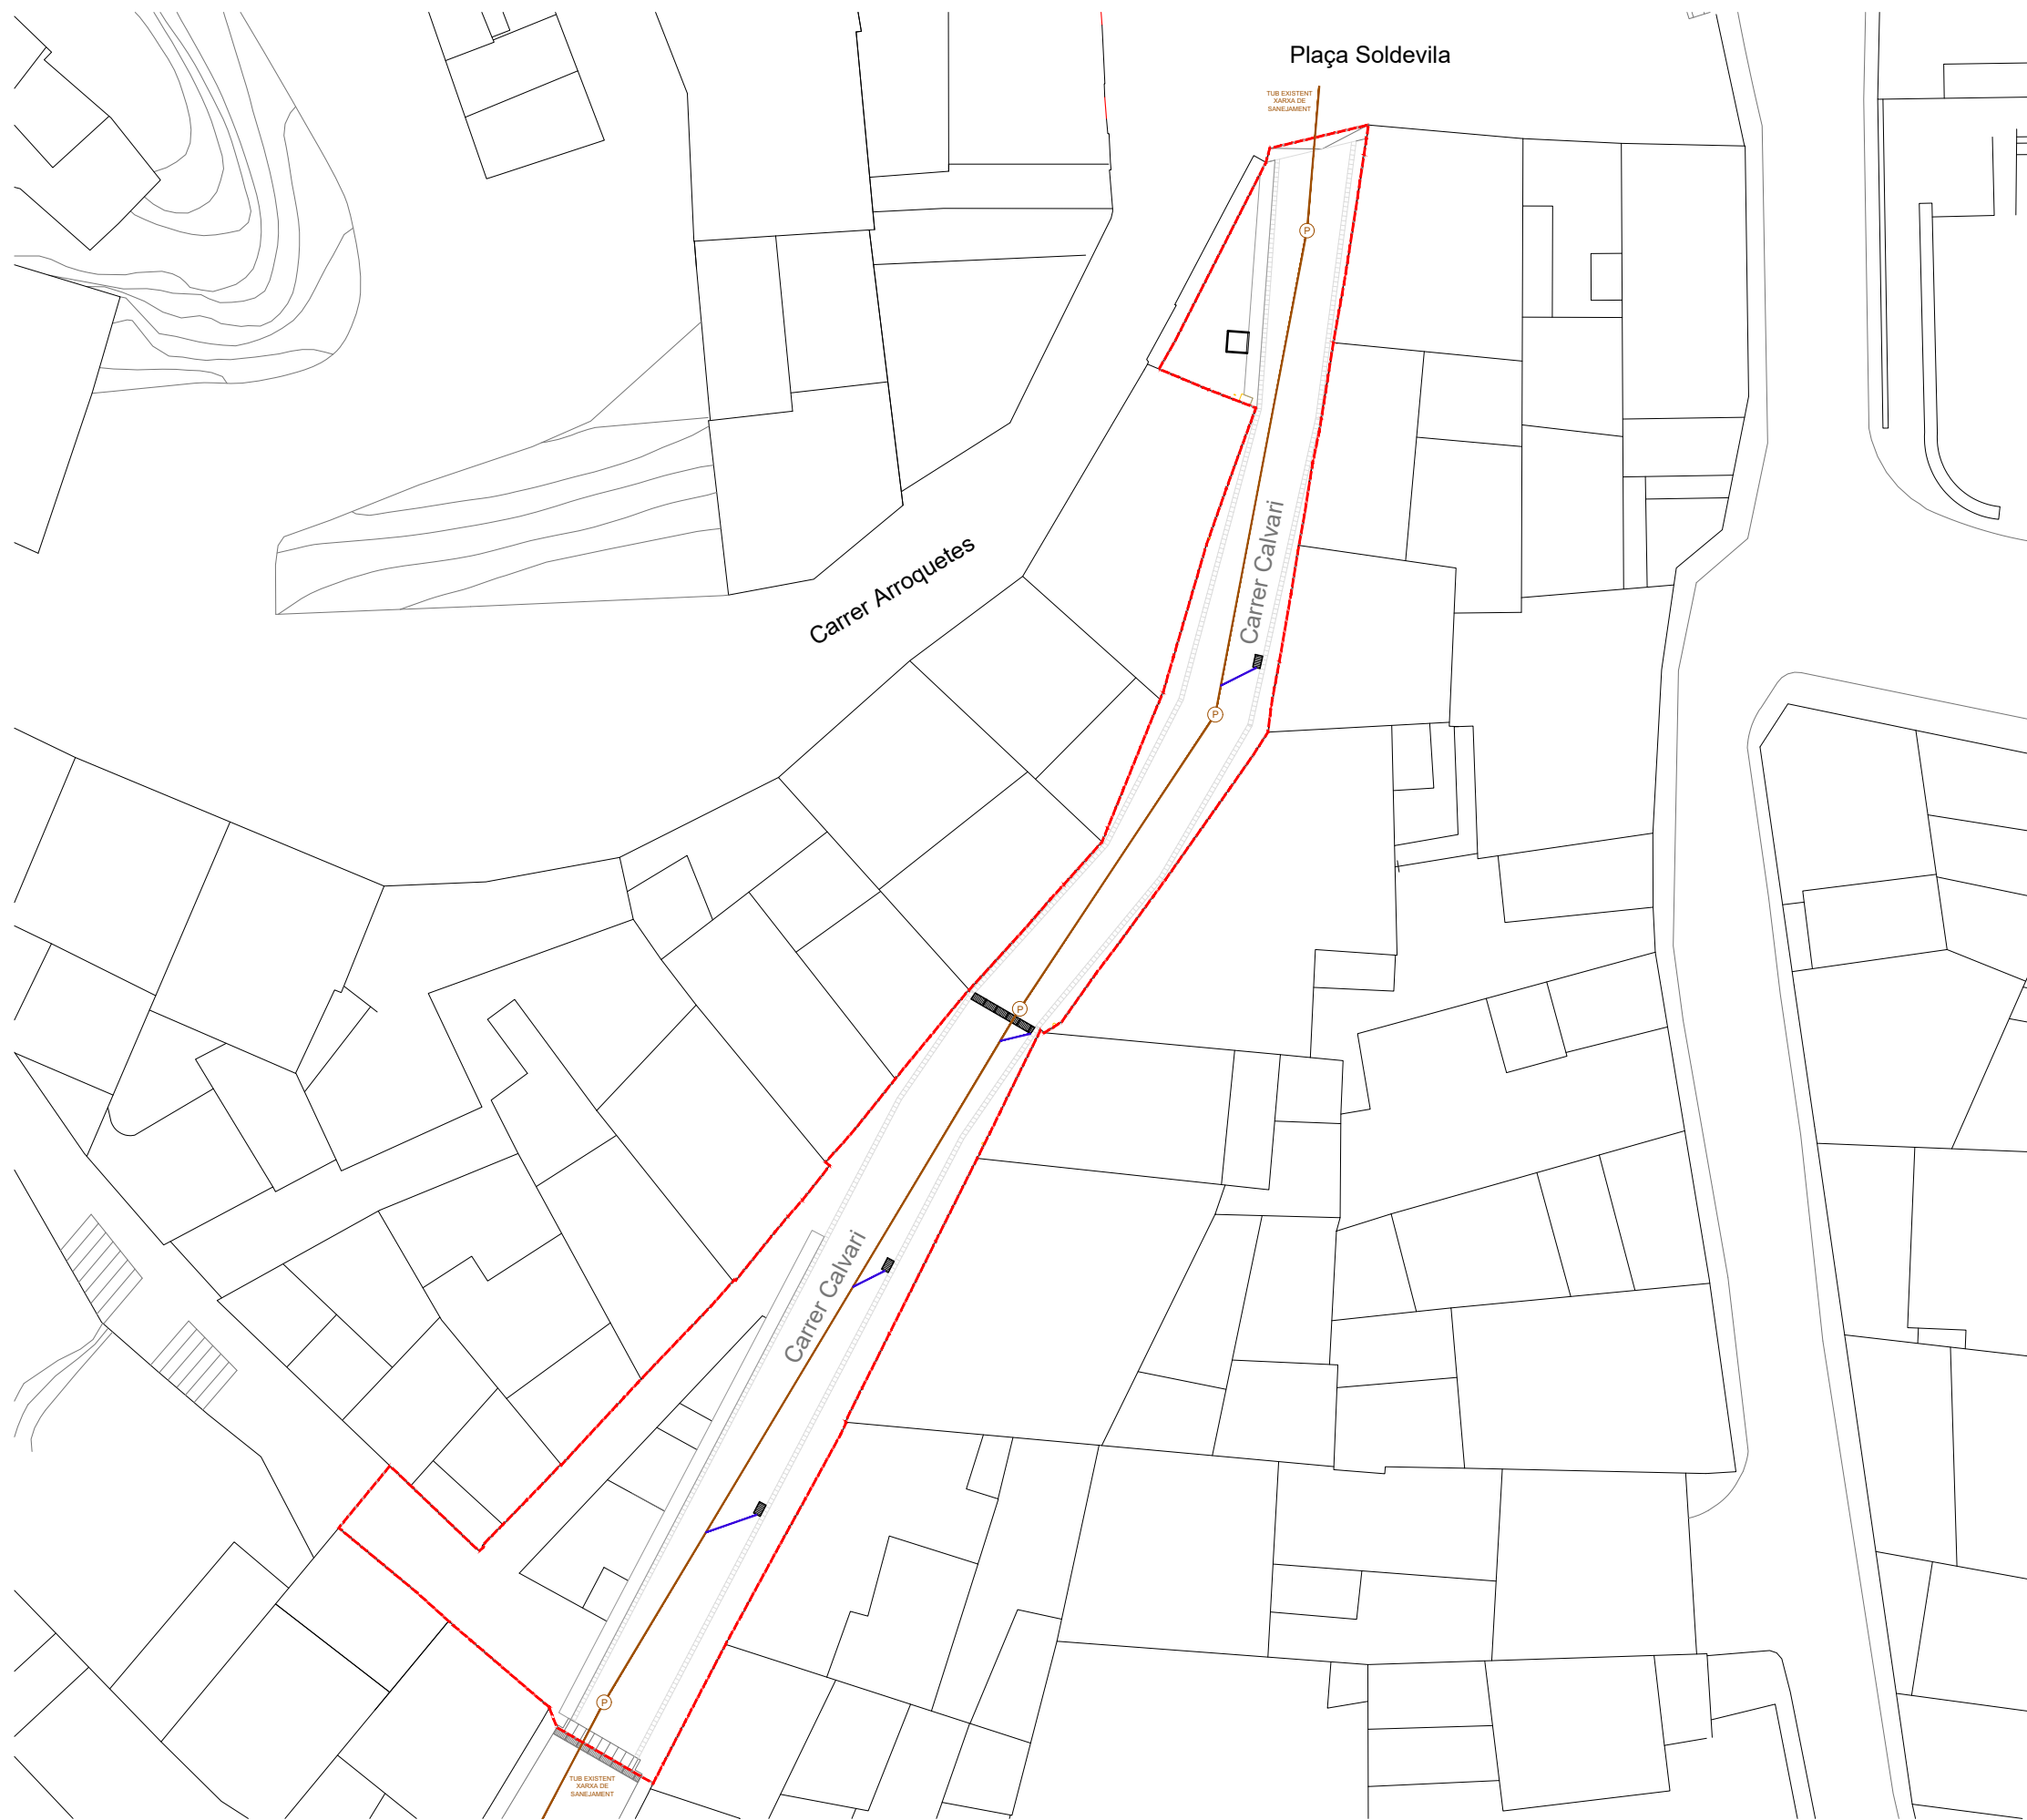 Plaça Soldevila
TUB EXISTENT
XARXA DE
SANEJAMENT
P
Carrer Calvari
Carrer Arroquetes
P
P
Carrer Calvari
P
TUB EXISTENT
XARXA DE
SANEJAMENT